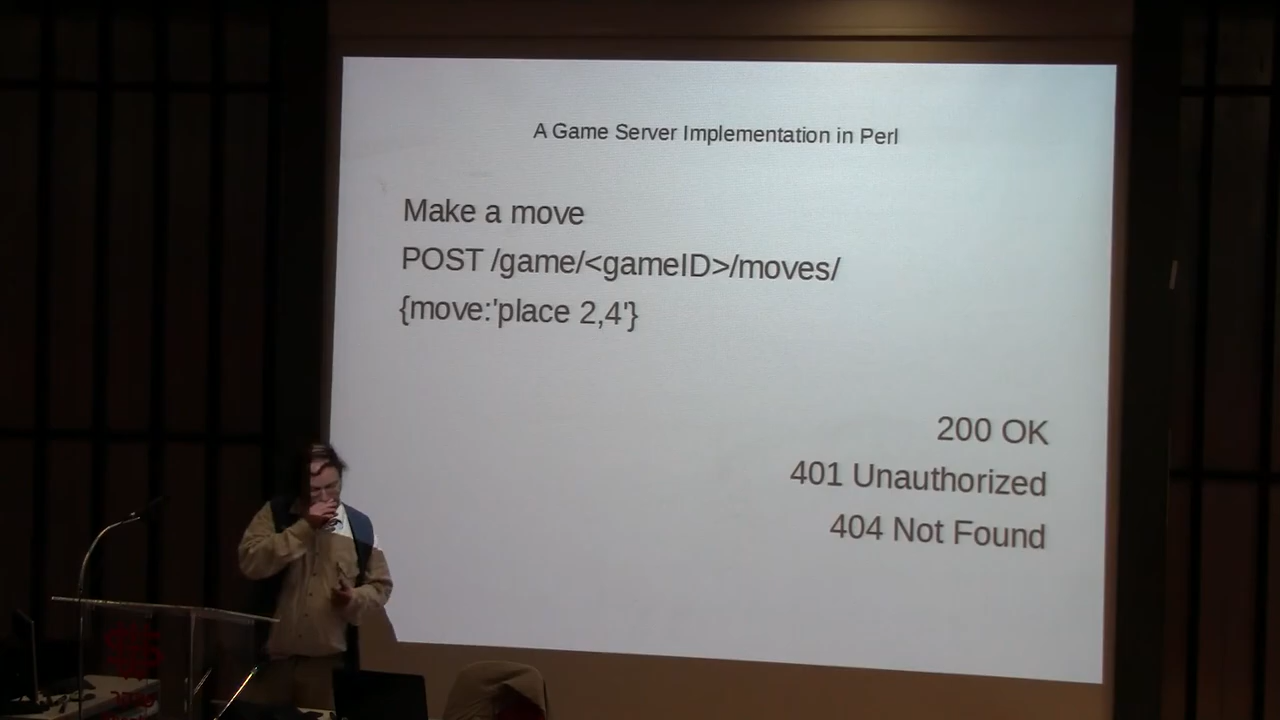 A Game Server Implementation in Perl
Make a move
POST /game/<gameID>/moves/
{move:'place 2,4'}
200 OK
401 Unauthorized
404 Not Found